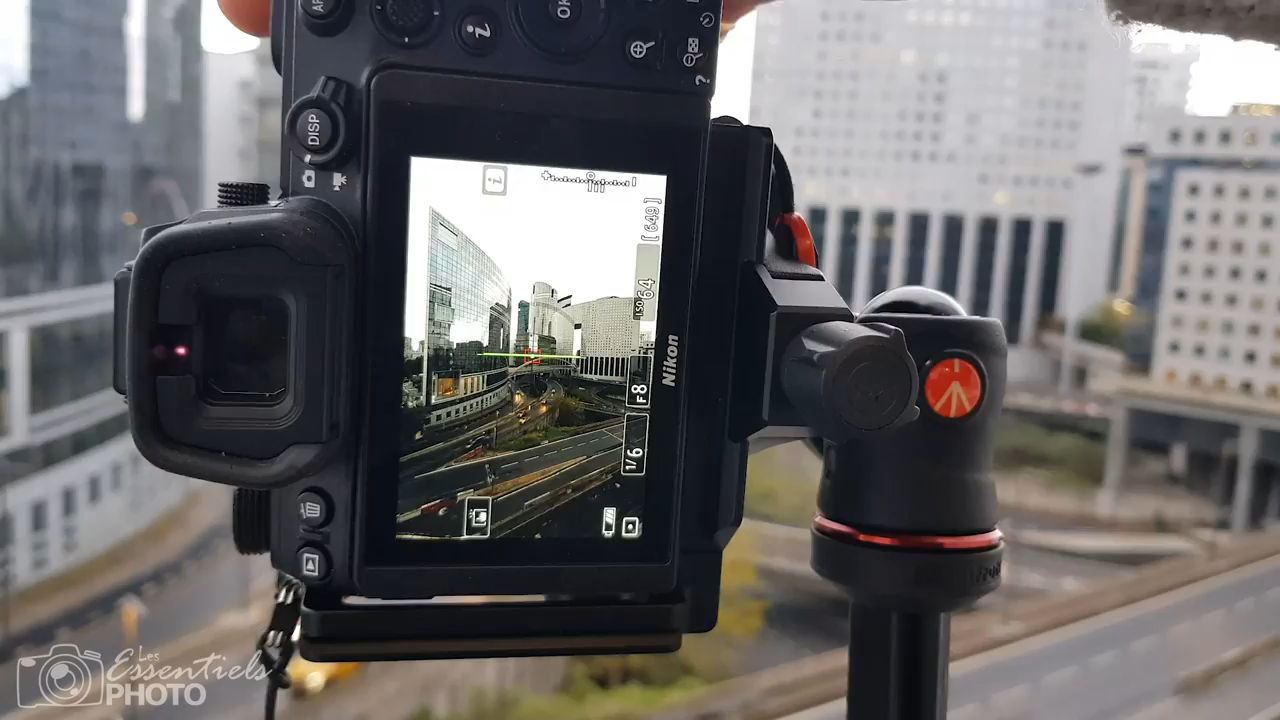 AF
i
OK
?
DISP
i
[649]
ISO 64
F8
1/6
Nikon
Les
Essentiels
PHOTO